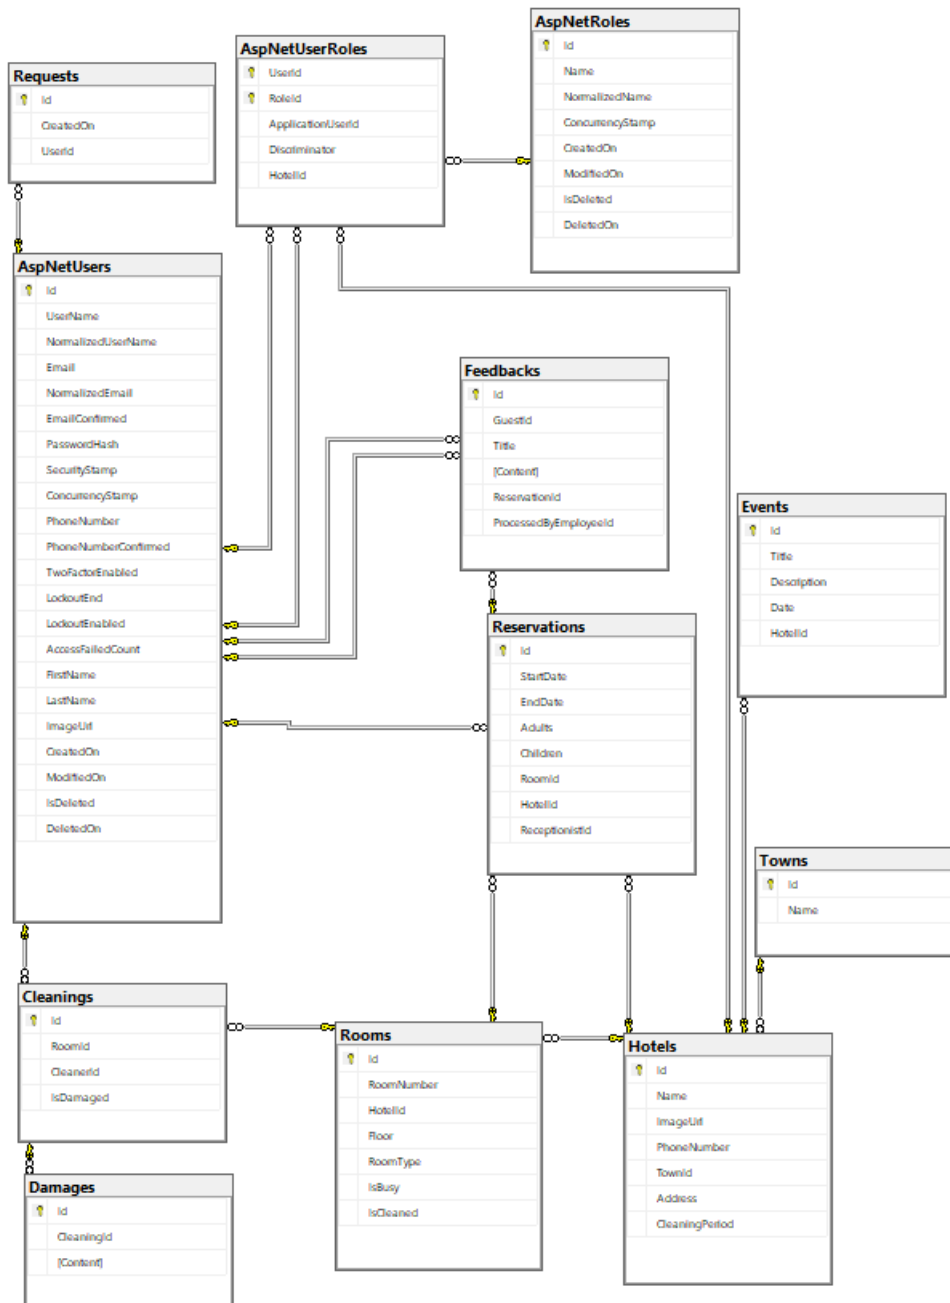 Requests
Id
CreatedOn
UserId
AspNetUserRoles
UserId
RoleId
ApplicationUserId
Discriminator
HotelId
AspNetRoles
Id
Name
NormalizedName
ConcurrencyStamp
CreatedOn
ModifiedOn
IsDeleted
DeletedOn
AspNetUsers
Id
UserName
NormalizedUserName
Email
NormalizedEmail
EmailConfirmed
PasswordHash
SecurityStamp
ConcurrencyStamp
PhoneNumber
PhoneNumberConfirmed
TwoFactorEnabled
LockoutEnd
LockoutEnabled
AccessFailedCount
FirstName
LastName
ImageUrl
CreatedOn
ModifiedOn
IsDeleted
DeletedOn
Feedbacks
Id
GuestId
Title
[Content]
ReservationId
ProcessedByEmployeeId
Events
Id
Title
Description
Date
HotelId
Reservations
Id
StartDate
EndDate
Adults
Children
RoomId
HotelId
ReceptionistId
Towns
Id
Name
Cleanings
Id
RoomId
CleanerId
IsDamaged
Rooms
Id
RoomNumber
HotelId
Floor
RoomType
IsBusy
IsCleaned
Hotels
Id
Name
ImageUrl
PhoneNumber
TownId
Address
CleaningPeriod
Damages
Id
CleaningId
[Content]